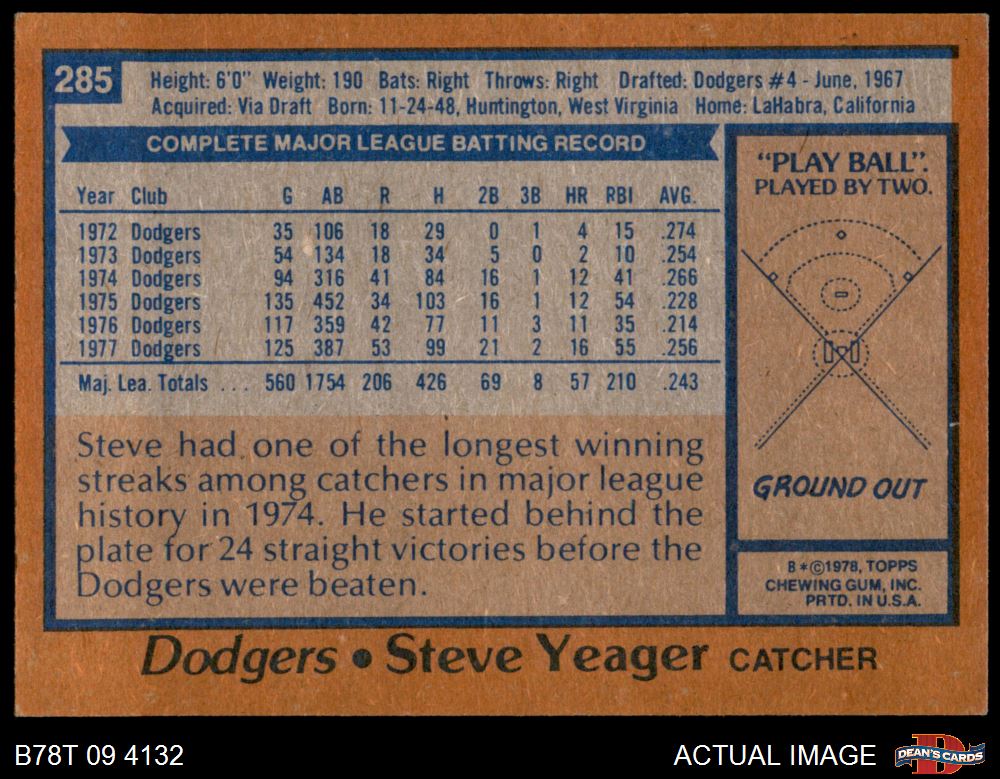 285
Height: 6'0" Weight: 190 Bats: Right Throws: Right Drafted: Dodgers #4 - June, 1967
Acquired: Via Draft Born: 11-24-48, Huntington, West Virginia Home: LaHabra, California
COMPLETE MAJOR LEAGUE BATTING RECORD
Year Club G AB R H 2B 3B HR RBI AVG.
1972 Dodgers 35 106 18 29 0 1 4 15 .274
1973 Dodgers 54 134 18 34 5 0 2 10 .254
1974 Dodgers 94 316 41 84 16 1 12 41 .266
1975 Dodgers 135 452 34 103 16 1 12 54 .228
1976 Dodgers 117 359 42 77 11 3 11 35 .214
1977 Dodgers 125 387 53 99 21 2 16 55 .256
Maj. Lea. Totals ... 560 1754 206 426 69 8 57 210 .243
Steve had one of the longest winning
streaks among catchers in major league
history in 1974. He started behind the
plate for 24 straight victories before the
Dodgers were beaten.
"PLAY BALL".
PLAYED BY TWO.
GROUND OUT
8*©1978, TOPPS
CHEWING GUM, INC.
PRTD. IN U.S.A.
Dodgers • Steve Yeager CATCHER
B78T 09 4132
ACTUAL IMAGE
D
DEAN'S CARDS